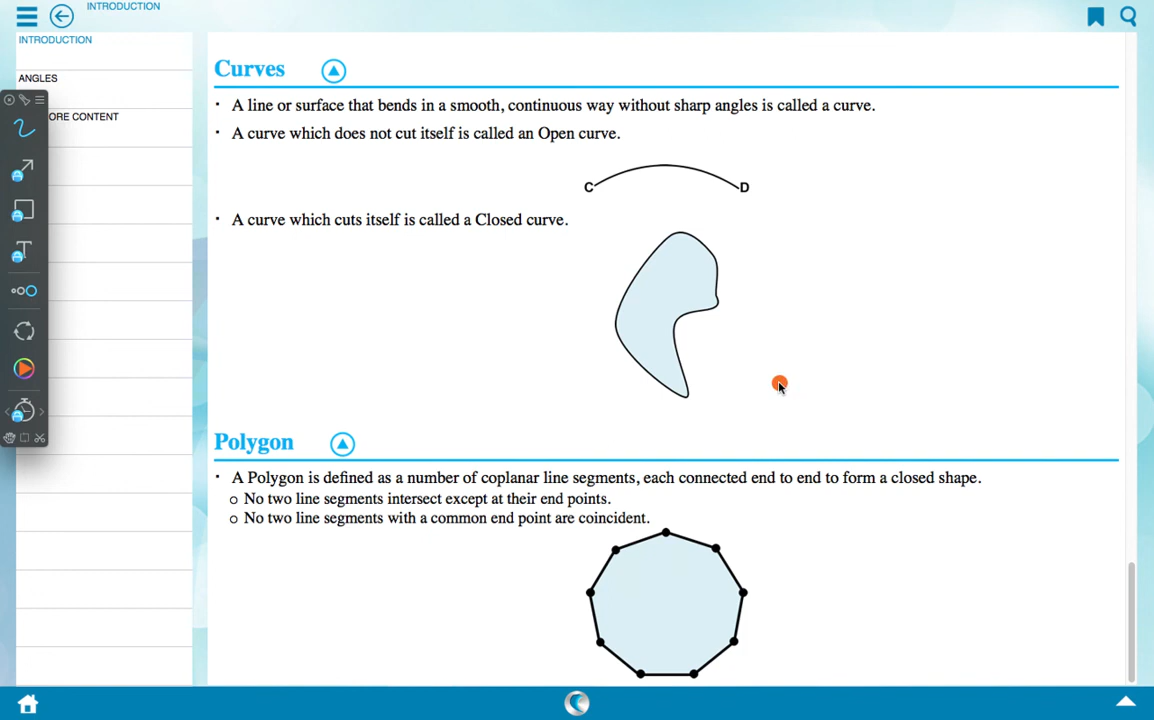 INTRODUCTION
INTRODUCTION
ANGLES
ORE CONTENT
Curves
· A line or surface that bends in a smooth, continuous way without sharp angles is called a curve.
· A curve which does not cut itself is called an Open curve.
C D
· A curve which cuts itself is called a Closed curve.
Polygon
· A Polygon is defined as a number of coplanar line segments, each connected end to end to form a closed shape.
o No two line segments intersect except at their end points.
o No two line segments with a common end point are coincident.